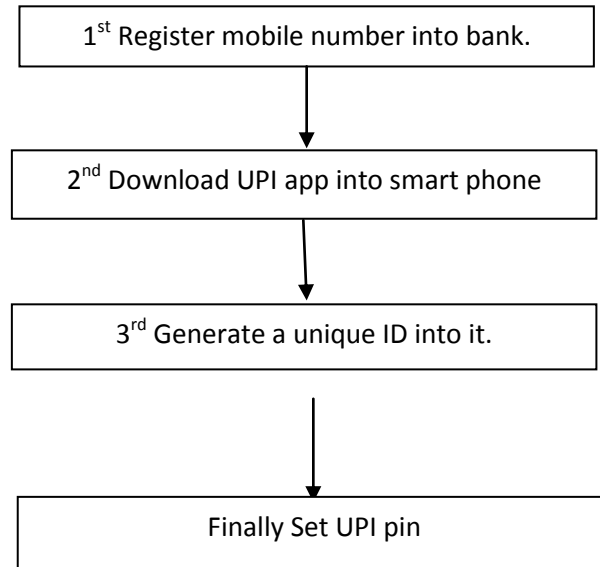 1st Register mobile number into bank.
2nd Download UPI app into smart phone
3rd Generate a unique ID into it.
Finally Set UPI pin